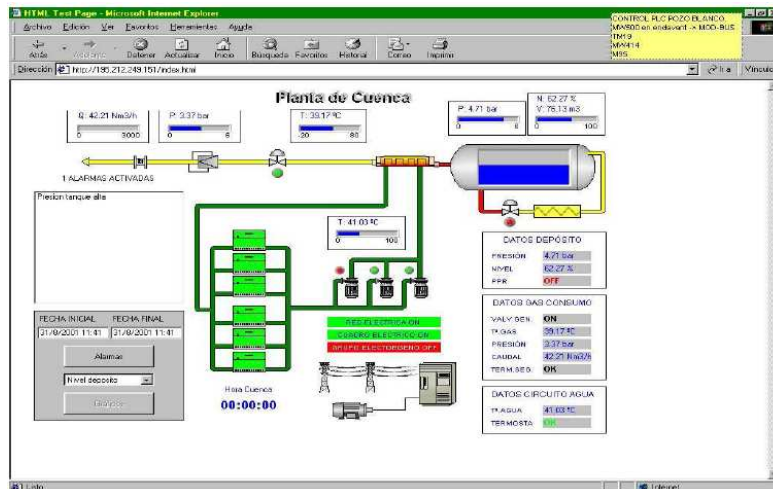 HTML Test Page - Microsoft Internet Explorer
Archivo Edición Ver Favoritos Herramientas Ayuda
CONTROL PLC POZO BLANCO.
MW600 en endavant -> MOD-BUS
TM19
MW414
M95
Atrás Adelante Detener Actualizar Inicio Búsqueda Favoritos Historial Correo Imprimir
Dirección http://195.212.249.151/index.html Ir a Vínculos
Planta de Cuenca
Q: 42.21 Nm3/h
0 3000
P: 3.37 bar
0 6
T: 39.17 ºC
-20 80
P: 4.71 bar
0 6
N: 62.27 %
V: 76.13 m3
0 100
1 ALARMAS ACTIVADAS
Presion tanque alta
T: 41.03 ºC
0 100
DATOS DEPÓSITO
PRESIÓN 4.71 bar
NIVEL 62.27 %
PPR OFF
DATOS GAS CONSUMO
VALV.GEN. ON
Tª.GAS 39.17 ºC
PRESIÓN 3.37 bar
CAUDAL 42.21 Nm3/h
TERM.SEG. OK
DATOS CIRCUITO AGUA
Tª.AGUA 41.03 ºC
TERMOSTA OK
RED ELECTRICA ON
CUADRO ELECTRICO ON
GRUPO ELECTORGENO OFF
FECHA INICIAL FECHA FINAL
31/8/2001 11:41 31/8/2001 11:41
Alarmas
Nivel deposito
Hora Cuenca
00:00:00
Listo Internet